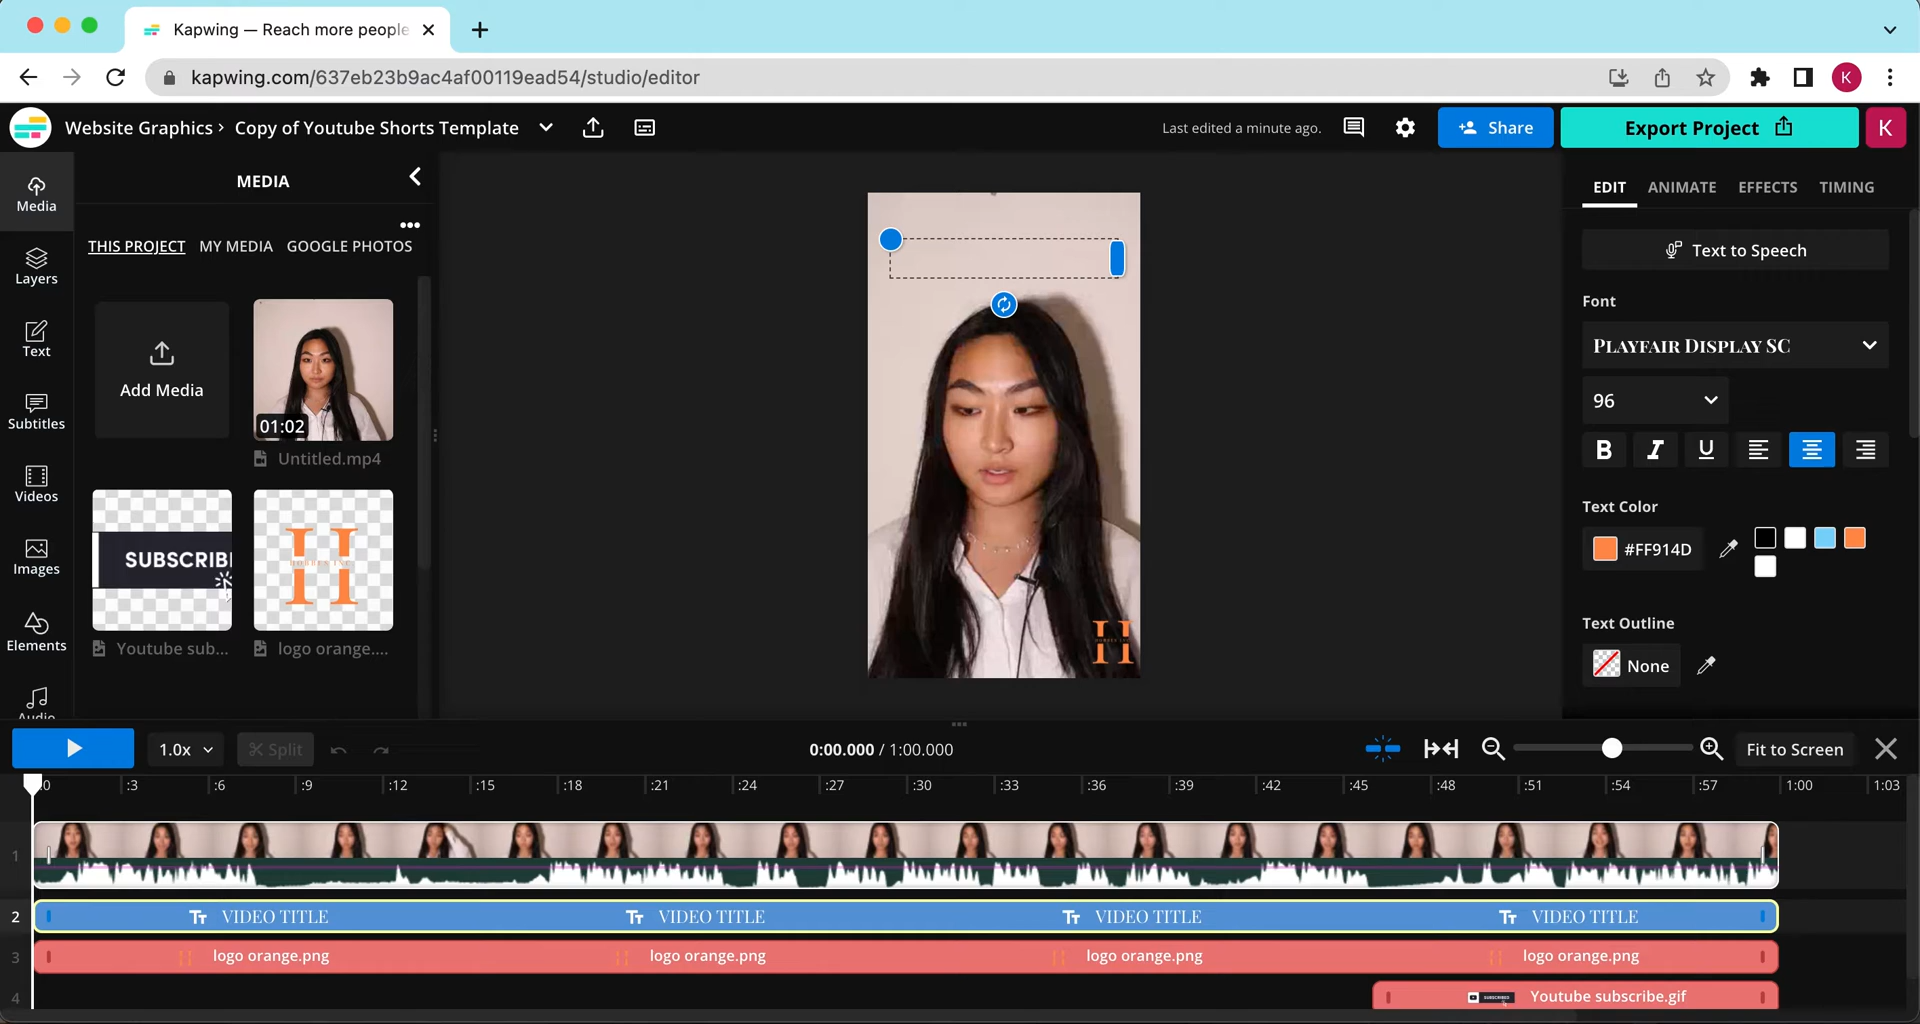 Kapwing — Reach more people
kapwing.com/637eb23b9ac4af00119ead54/studio/editor
K
Website Graphics › Copy of Youtube Shorts Template
Last edited a minute ago.
Share
Export Project
K
Media
Layers
Text
Subtitles
Videos
Images
Elements
Audio
MEDIA
THIS PROJECT MY MEDIA GOOGLE PHOTOS
Add Media
01:02
Untitled.mp4
SUBSCRIBE
Youtube sub...
logo orange....
EDIT ANIMATE EFFECTS TIMING
Text to Speech
Font
Playfair Display SC
96
B I U
Text Color
#FF914D
Text Outline
None
1.0x
Split
0:00.000 / 1:00.000
Fit to Screen
:0 :3 :6 :9 :12 :15 :18 :21 :24 :27 :30 :33 :36 :39 :42 :45 :48 :51 :54 :57 1:00 1:03
1
2 VIDEO TITLE VIDEO TITLE VIDEO TITLE VIDEO TITLE
3 logo orange.png logo orange.png logo orange.png logo orange.png
4 SUBSCRIBED Youtube subscribe.gif